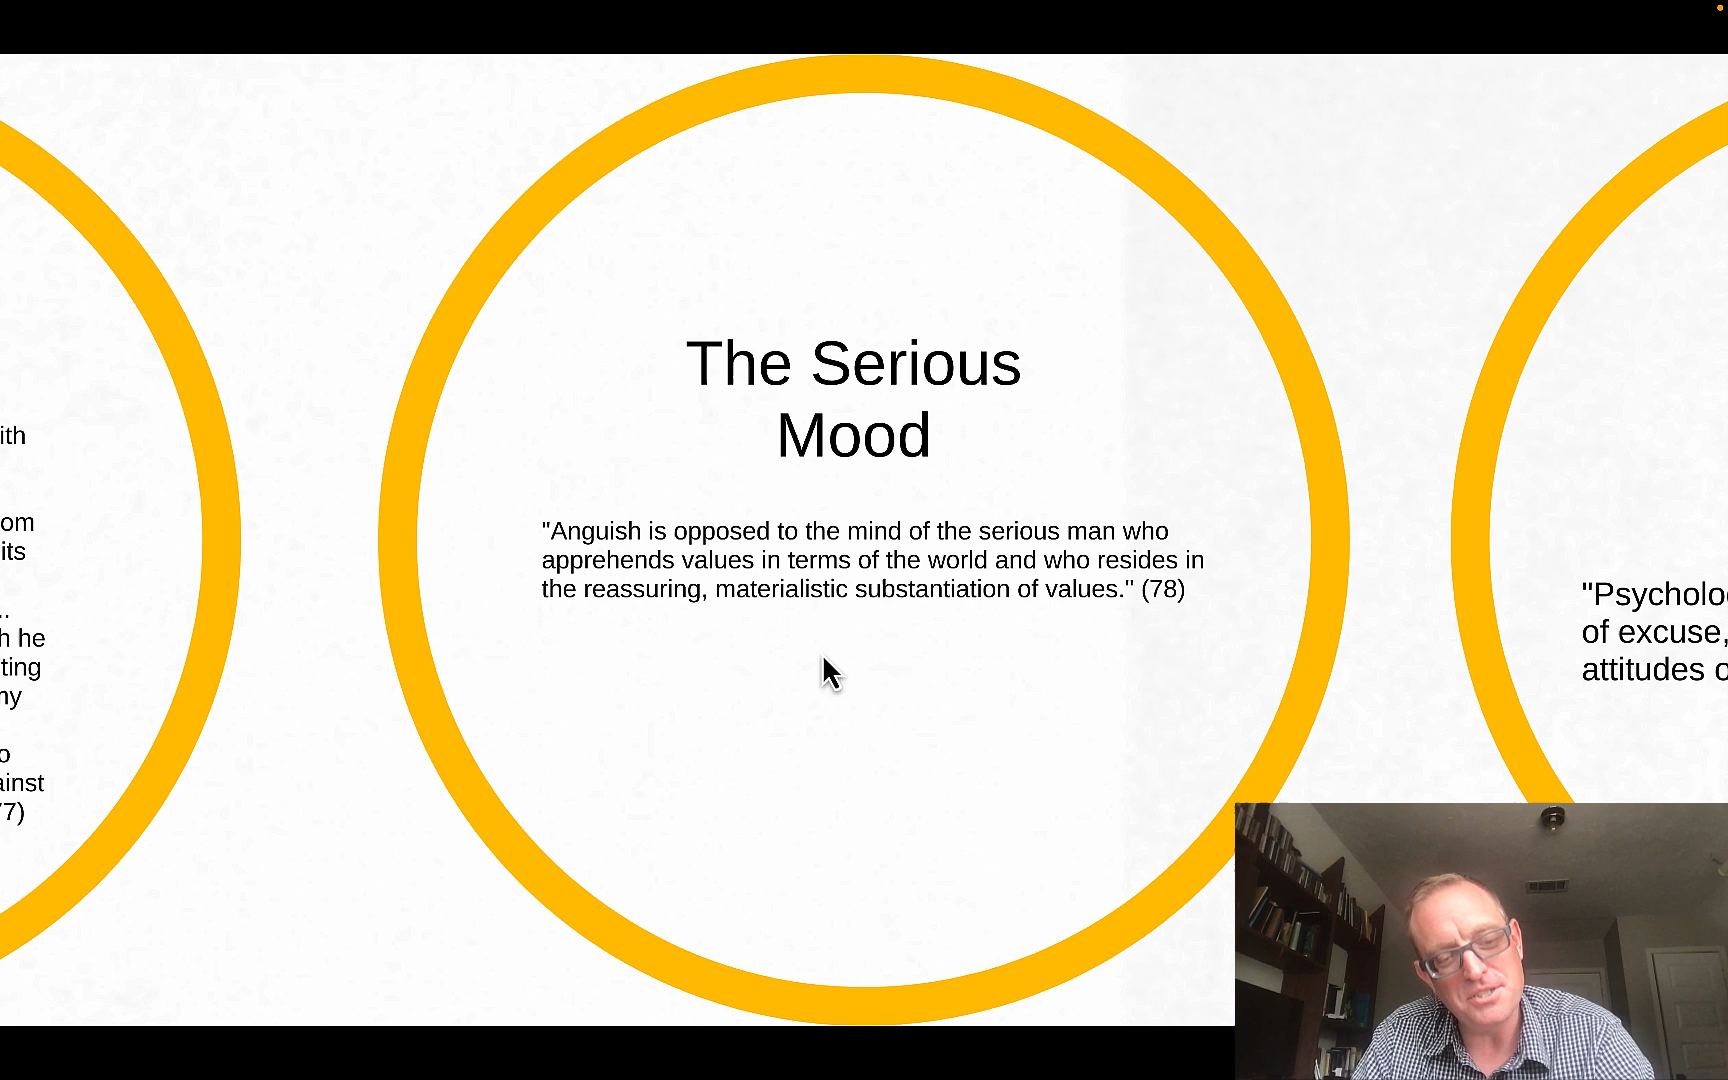 ith
om
its
..
h he
ting
ny
o
ainst
77)
The Serious
Mood
"Anguish is opposed to the mind of the serious man who
apprehends values in terms of the world and who resides in
the reassuring, materialistic substantiation of values." (78)
"Psycholo
of excuse,
attitudes o